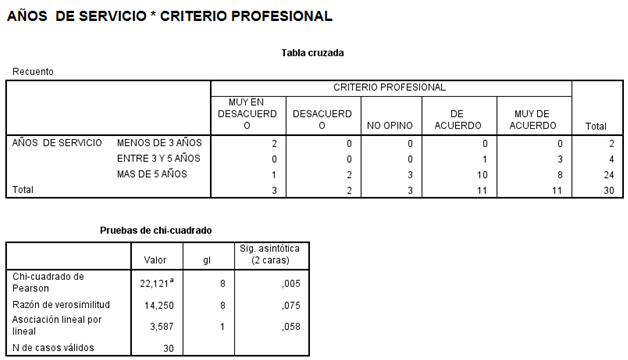 AÑOS DE SERVICIO * CRITERIO PROFESIONAL
Tabla cruzada
Recuento
CRITERIO PROFESIONAL
MUY EN DESACUERD O DESACUERD O NO OPINO DE ACUERDO MUY DE ACUERDO Total
AÑOS DE SERVICIO MENOS DE 3 AÑOS 2 0 0 0 0 2
ENTRE 3 Y 5 AÑOS 0 0 0 1 3 4
MAS DE 5 AÑOS 1 2 3 10 8 24
Total 3 2 3 11 11 30
Pruebas de chi-cuadrado
Valor gl Sig. asintótica (2 caras)
Chi-cuadrado de Pearson 22,121ª 8 ,005
Razón de verosimilitud 14,250 8 ,075
Asociación lineal por lineal 3,587 1 ,058
N de casos válidos 30